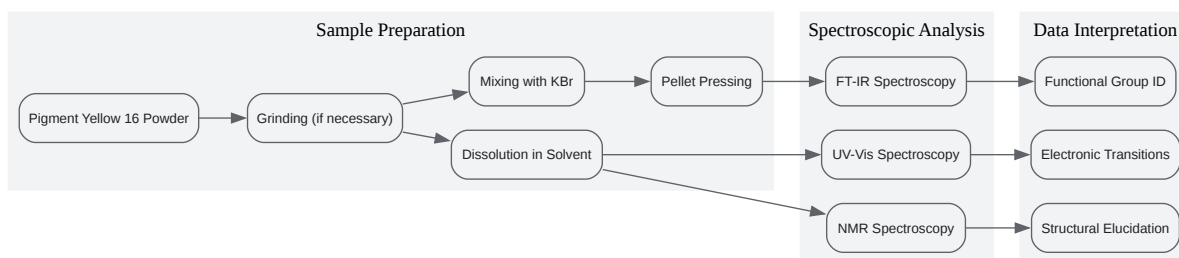 Sample Preparation
Spectroscopic Analysis
Data Interpretation
Pigment Yellow 16 Powder
Grinding (if necessary)
Mixing with KBr
Pellet Pressing
Dissolution in Solvent
FT-IR Spectroscopy
UV-Vis Spectroscopy
NMR Spectroscopy
Functional Group ID
Electronic Transitions
Structural Elucidation